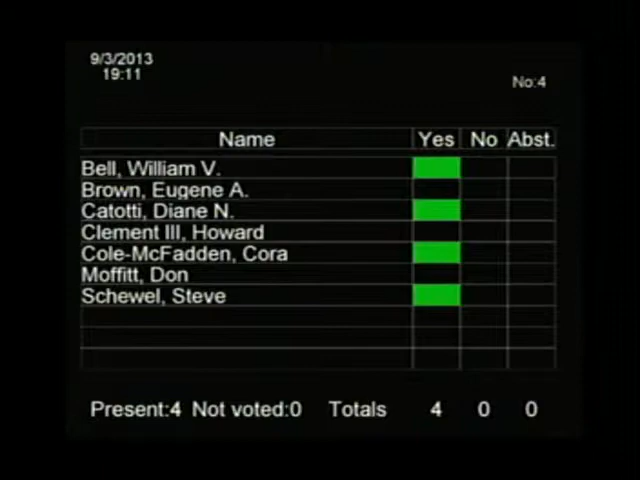 9/3/2013
19:11
No:4
Name Yes No Abst.
Bell, William V.
Brown, Eugene A.
Catotti, Diane N.
Clement III, Howard
Cole-McFadden, Cora
Moffitt, Don
Schewel, Steve
Present:4 Not voted:0 Totals 4 0 0